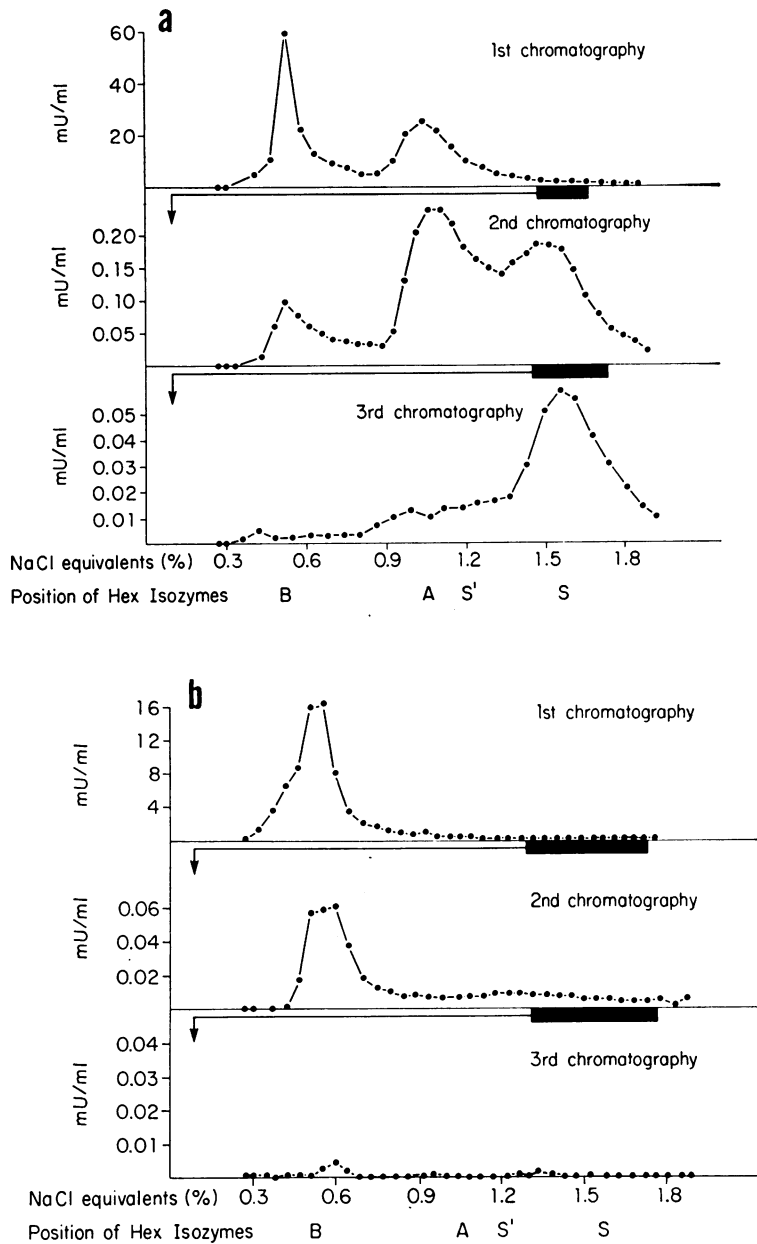 a
1st chromatography
60
40
20
mU/ml
2nd chromatography
0.20
0.15
0.10
0.05
mU/ml
3rd chromatography
0.05
0.04
0.03
0.02
0.01
mU/ml
NaCl equivalents (%) 0.3 0.6 0.9 1.2 1.5 1.8
Position of Hex Isozymes B A S' S
b
1st chromatography
16
12
8
4
mU/ml
2nd chromatography
0.06
0.04
0.02
mU/ml
3rd chromatography
0.04
0.03
0.02
0.01
mU/ml
NaCl equivalents (%) 0.3 0.6 0.9 1.2 1.5 1.8
Position of Hex Isozymes B A S' S